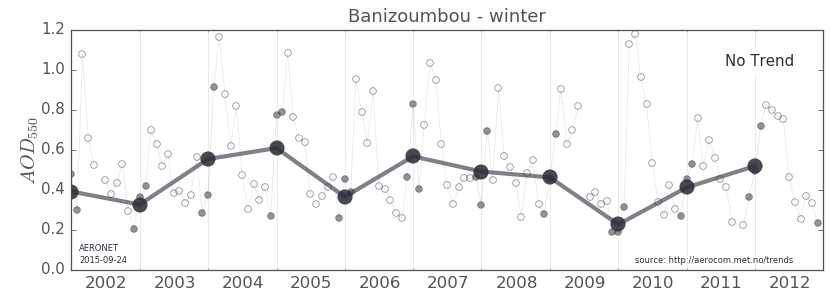 Banizoumbou - winter
1.2
1.0
0.8
0.6
0.4
0.2
0.0
AOD550
No Trend
AERONET
2015-09-24
source: http://aerocom.met.no/trends
2002 2003 2004 2005 2006 2007 2008 2009 2010 2011 2012